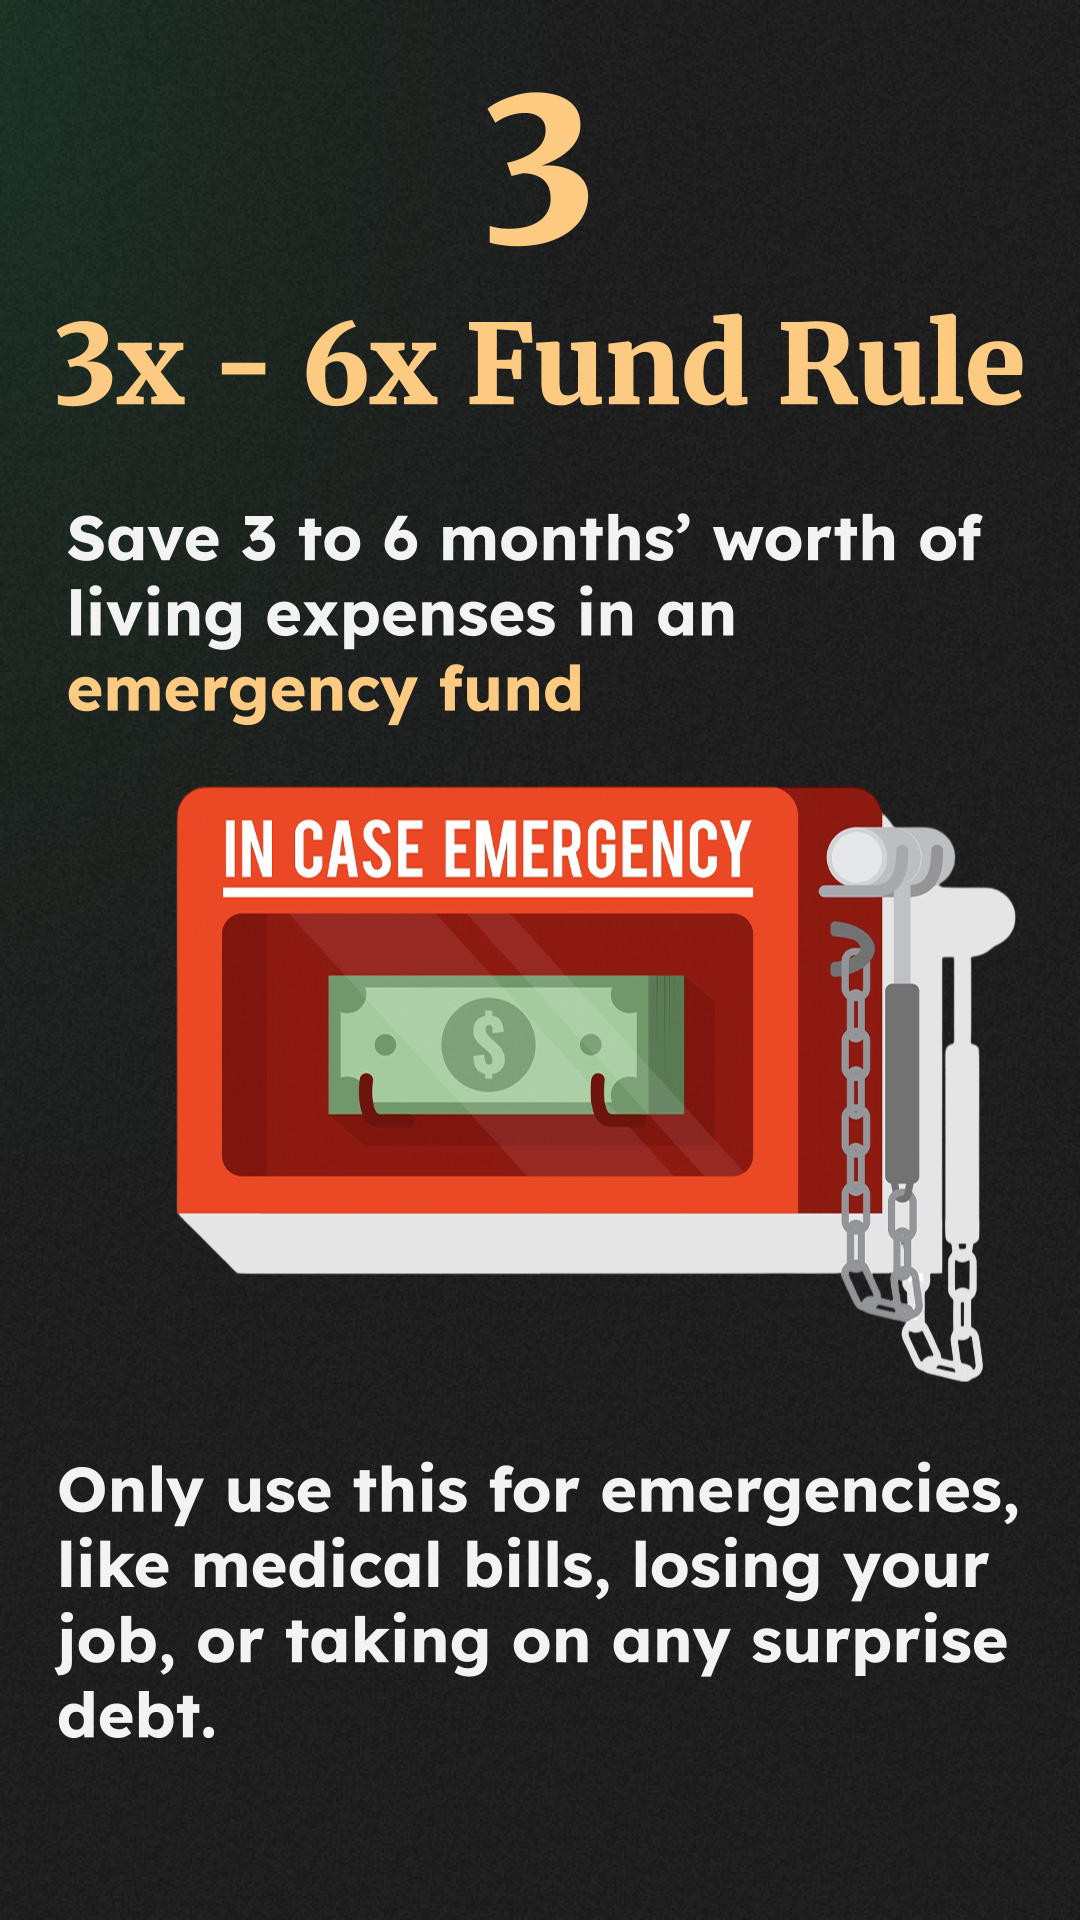 3
3x - 6x Fund Rule
Save 3 to 6 months’ worth of
living expenses in an
emergency fund
IN CASE EMERGENCY
$
Only use this for emergencies,
like medical bills, losing your
job, or taking on any surprise
debt.